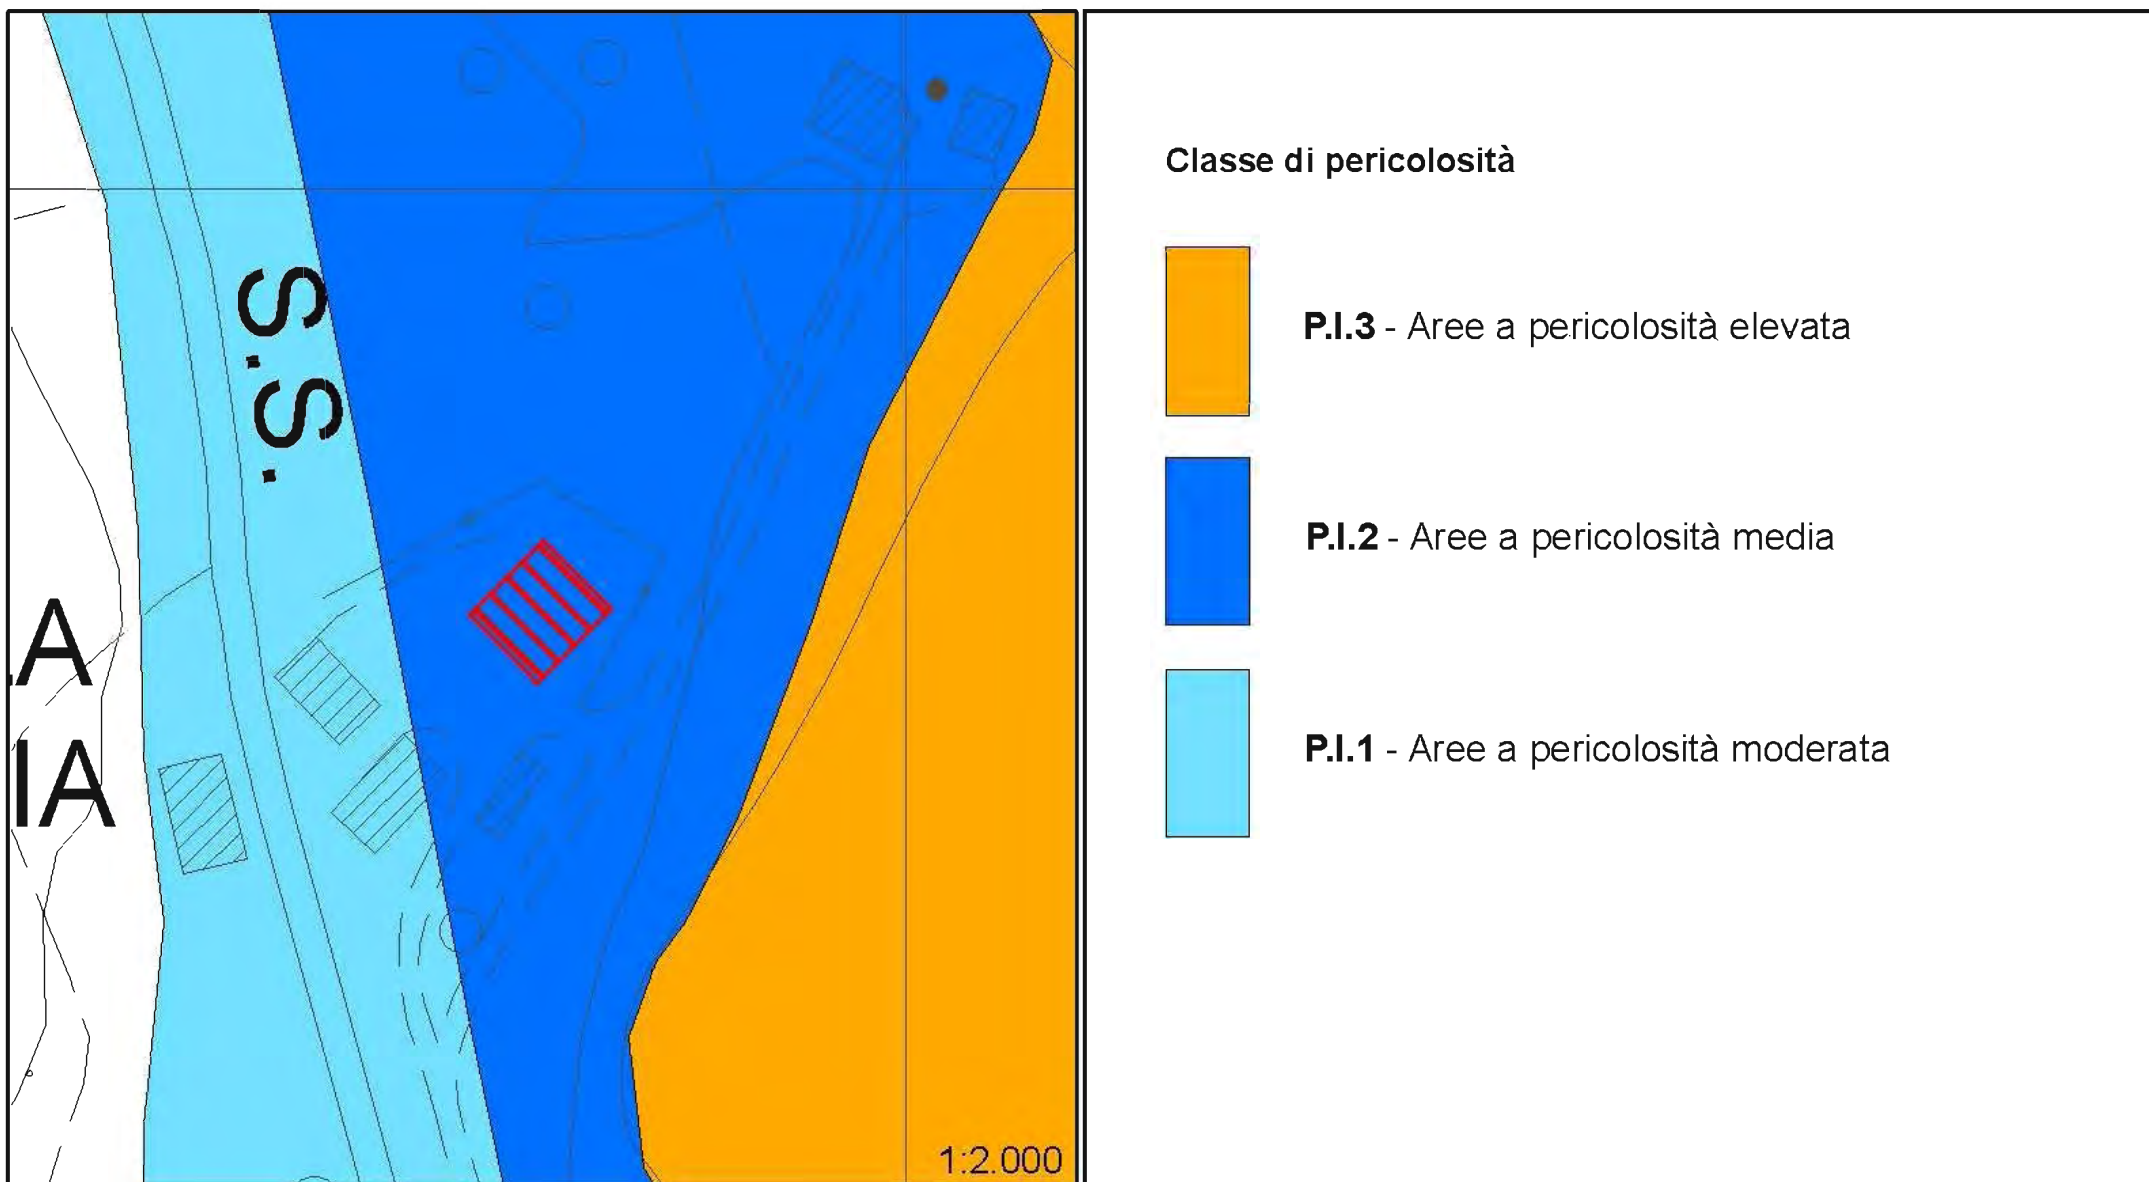 S.S.
.A
IA
1:2.000
Classe di pericolosità
P.I.3 - Aree a pericolosità elevata
P.I.2 - Aree a pericolosità media
P.I.1 - Aree a pericolosità moderata